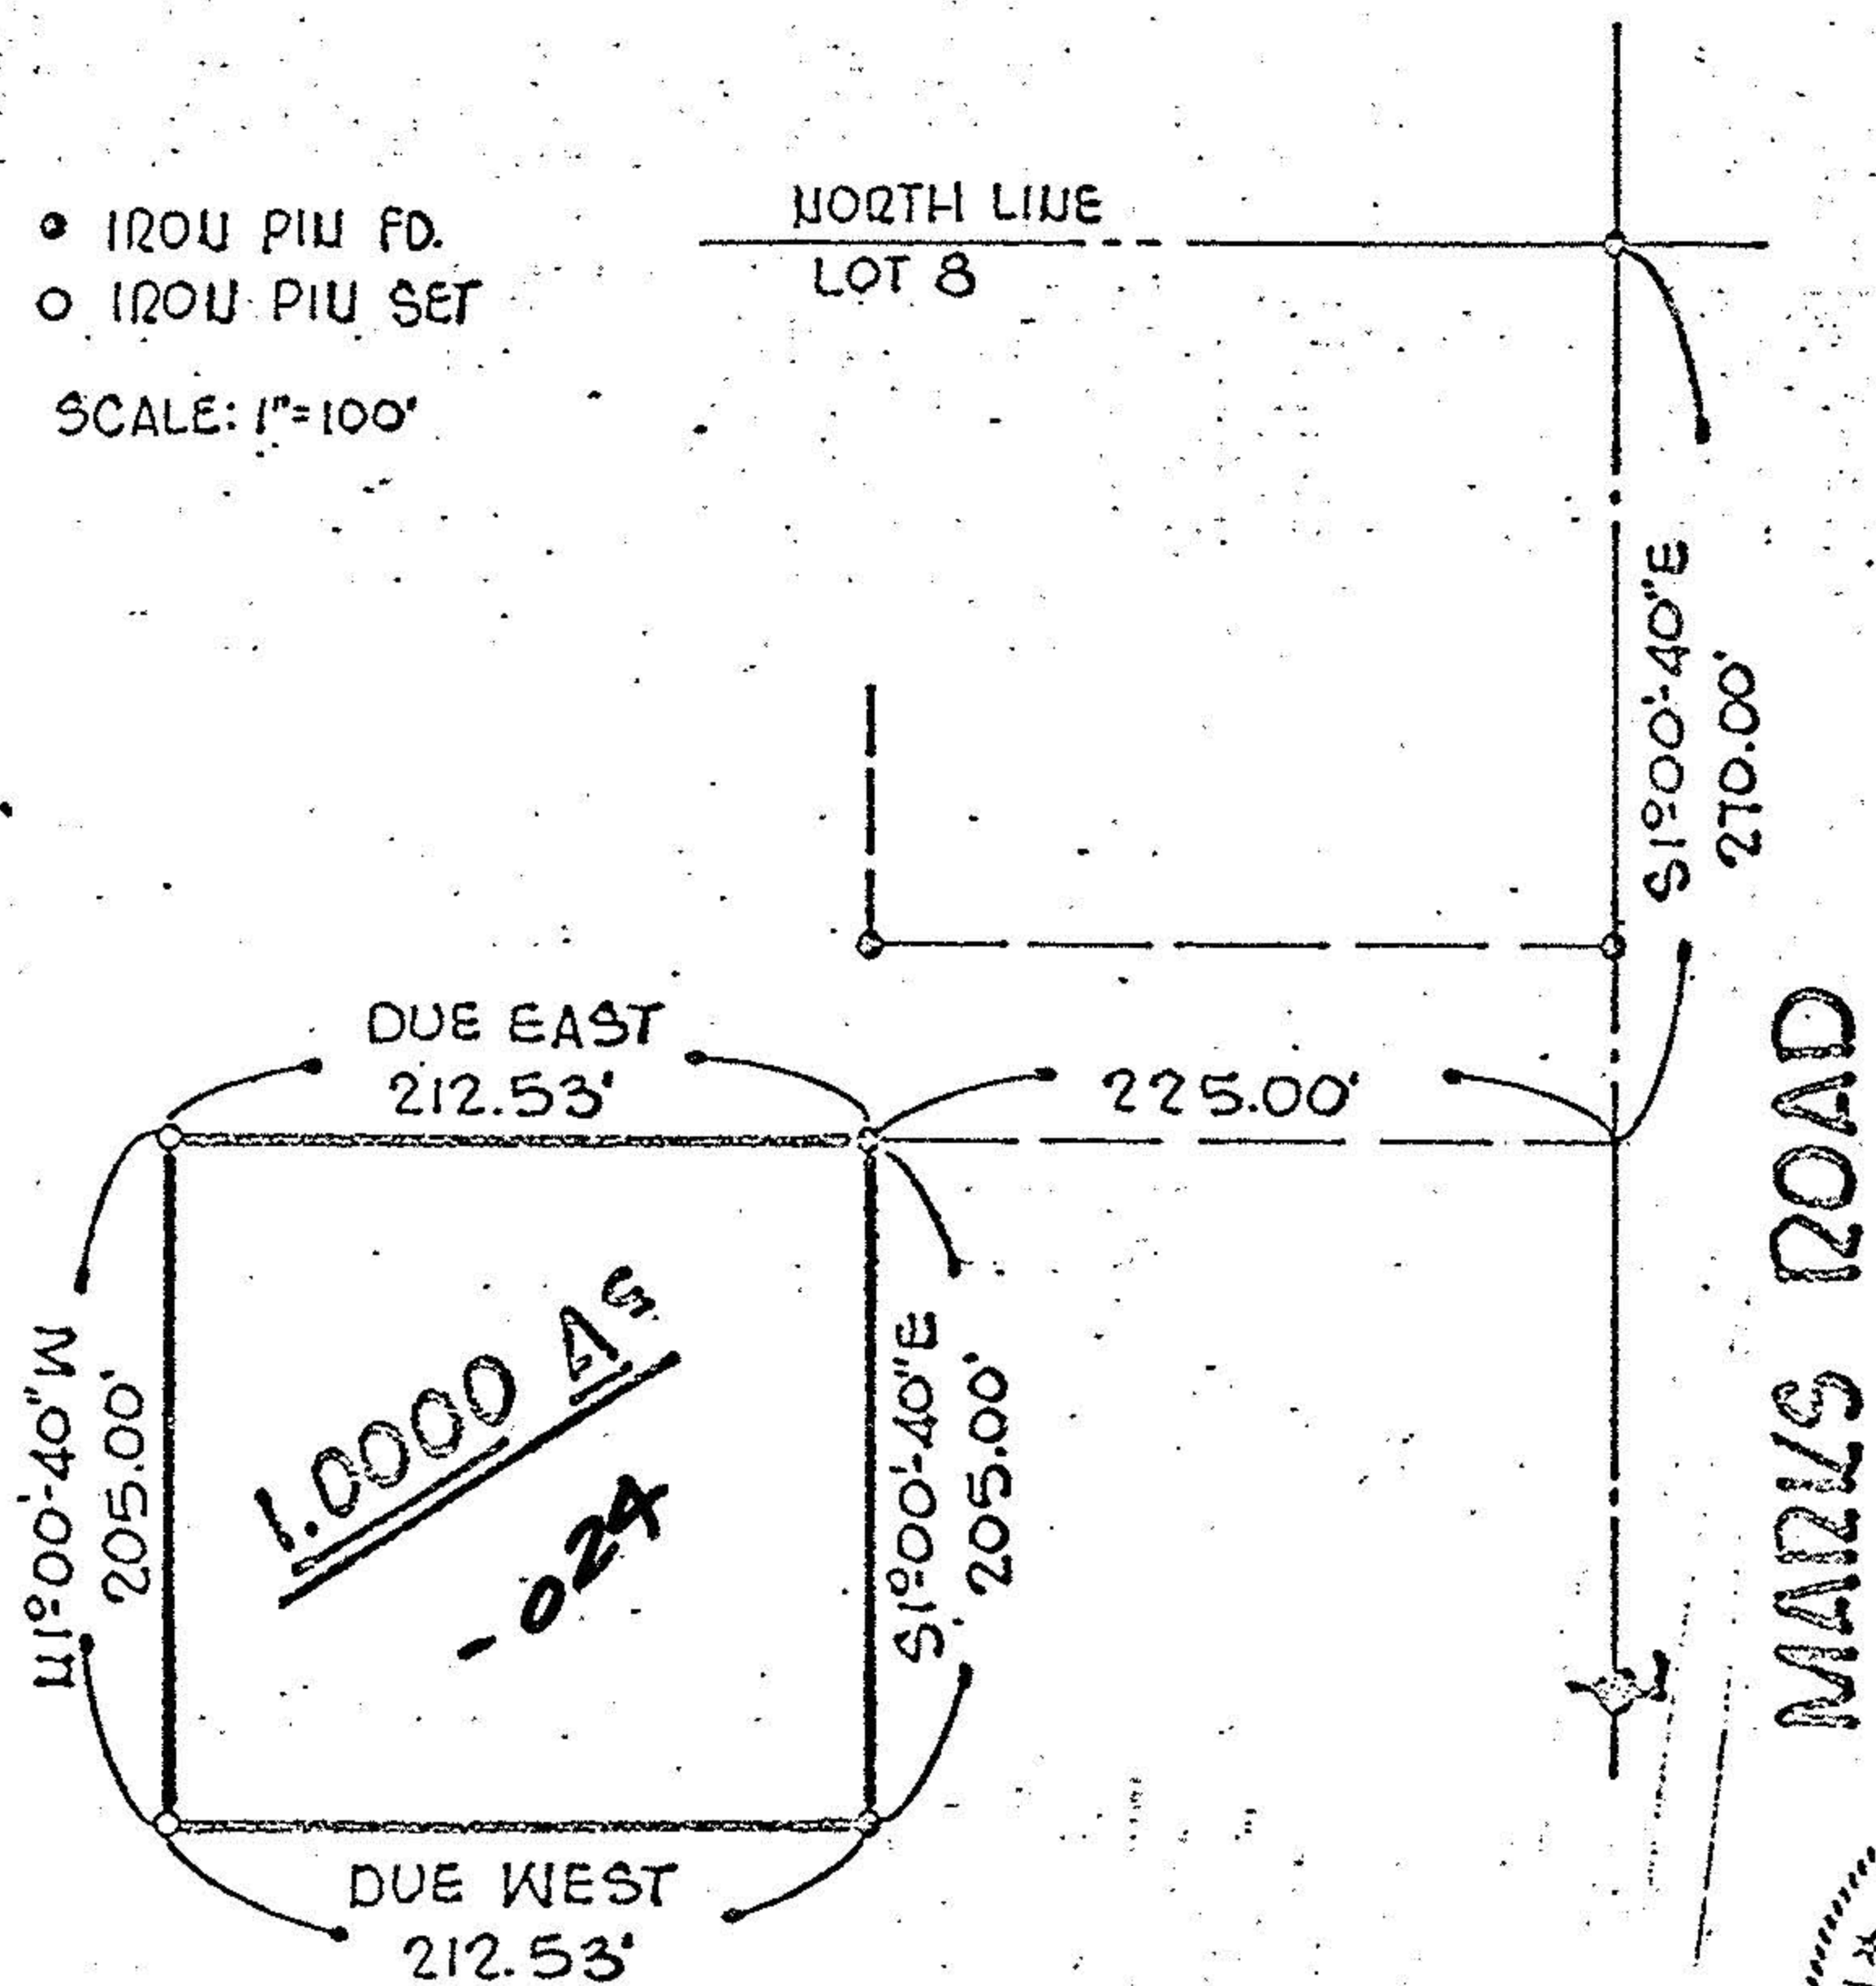 IRON PIN FD.
IRON PIN SET
SCALE: 1"=100'
NORTH LINE
LOT 8
S1°-00'-40"E
270.00'
DUE EAST
212.53'
225.00'
N1°-00'-40"W
205.00'
1.0000 As
-024
S1°-00'-40"E
205.00'
MARKS ROAD
DUE WEST
212.53'